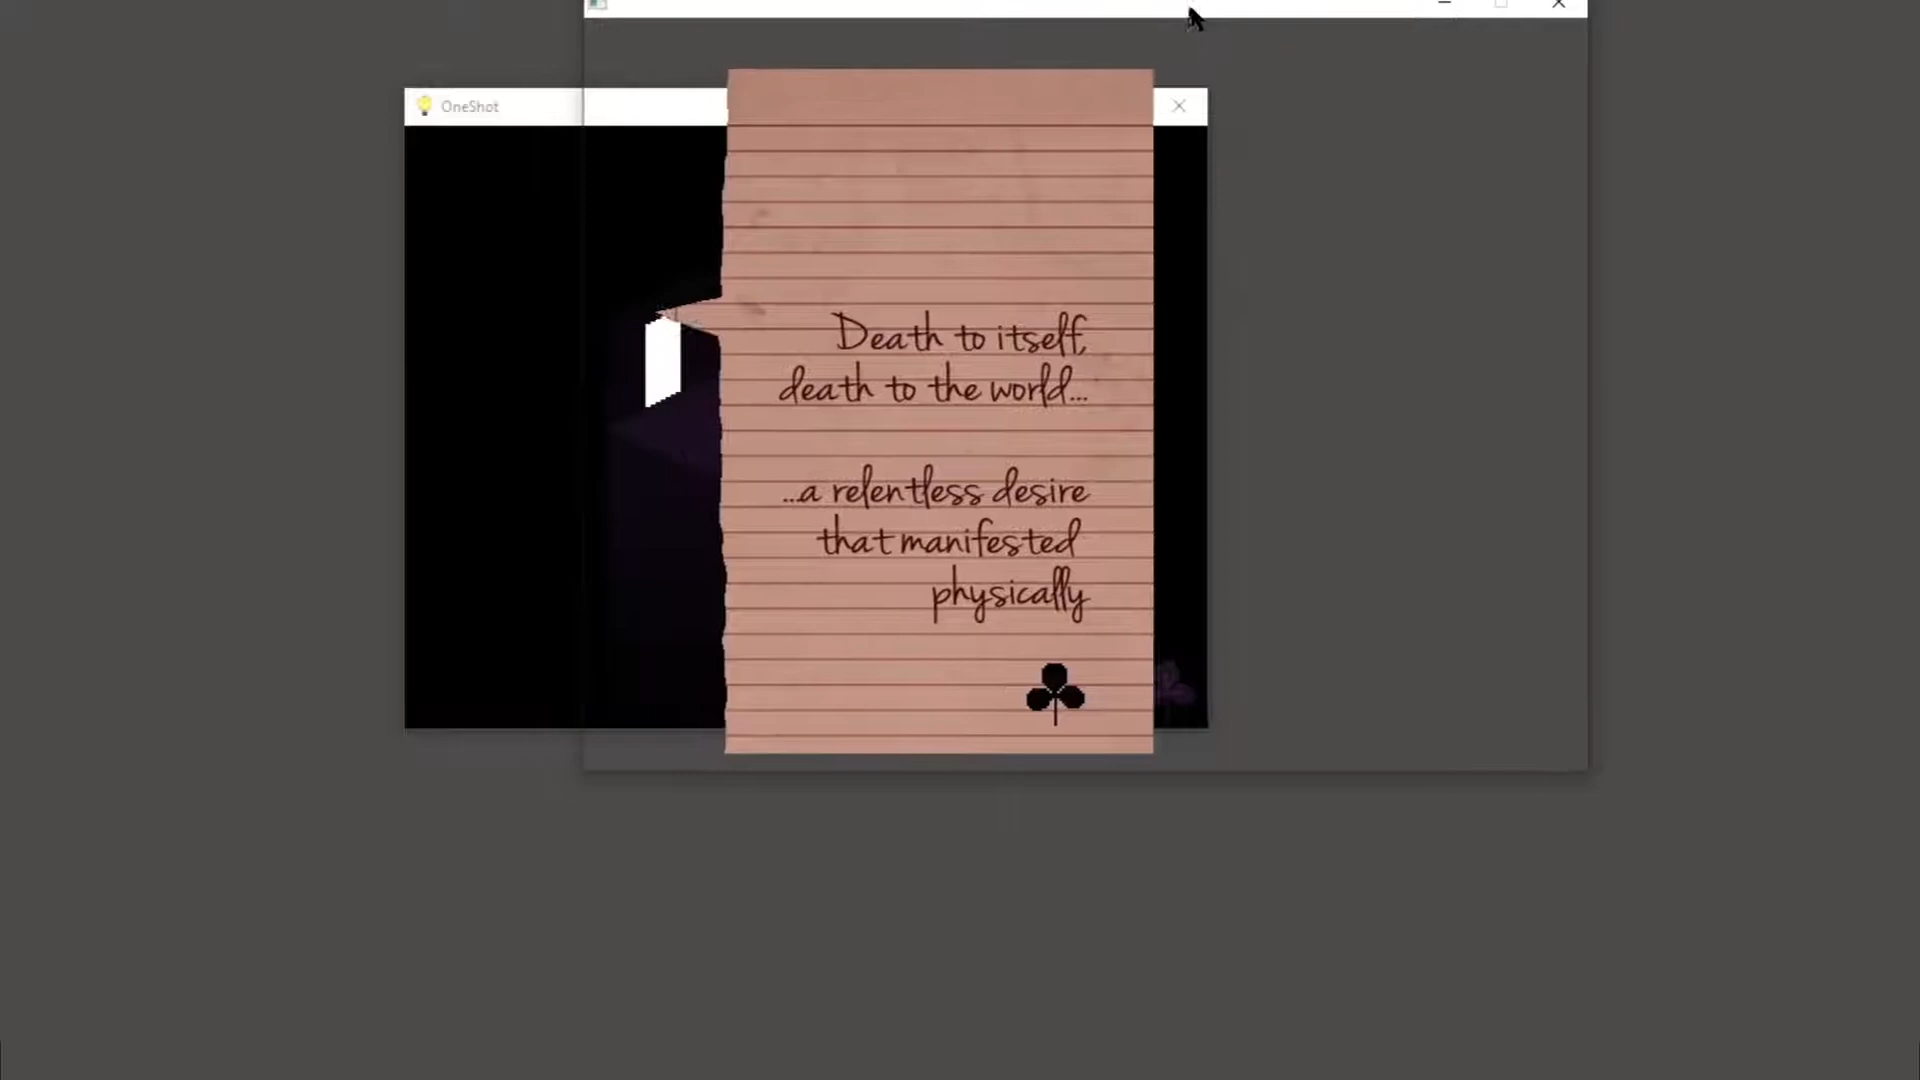 OneShot
Death to itself,
death to the world...
...a relentless desire
that manifested
physically